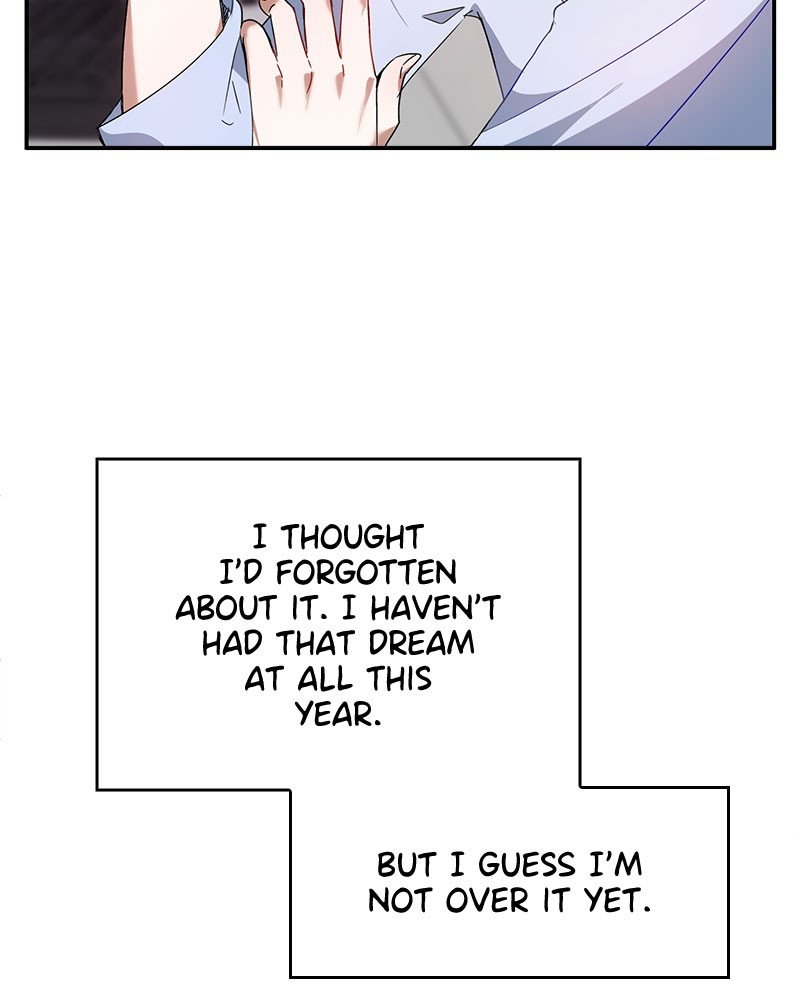 I THOUGHT
I'D FORGOTTEN
ABOUT IT. I HAVEN'T
HAD THAT DREAM
AT ALL THIS
YEAR.
BUT I GUESS I'M
NOT OVER IT YET.